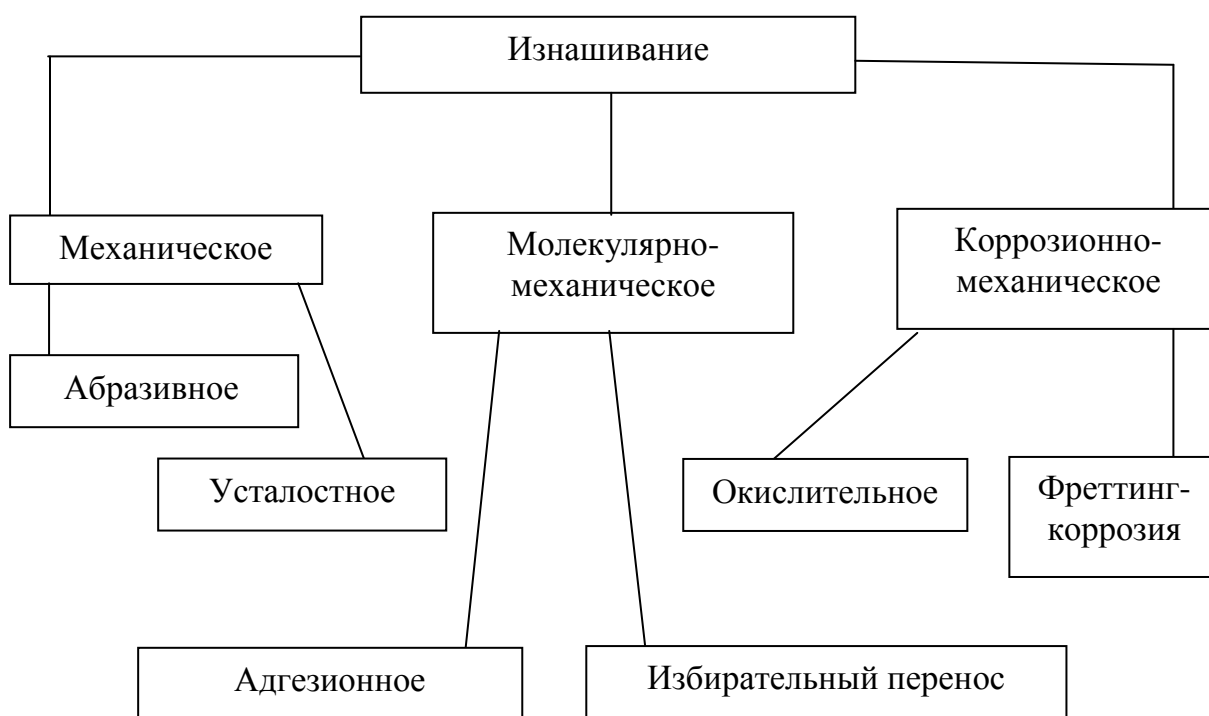 Изнашивание
Механическое
Молекулярно-
механическое
Коррозионно-
механическое
Абразивное
Усталостное
Окислительное
Фреттинг-
коррозия
Адгезионное
Избирательный перенос